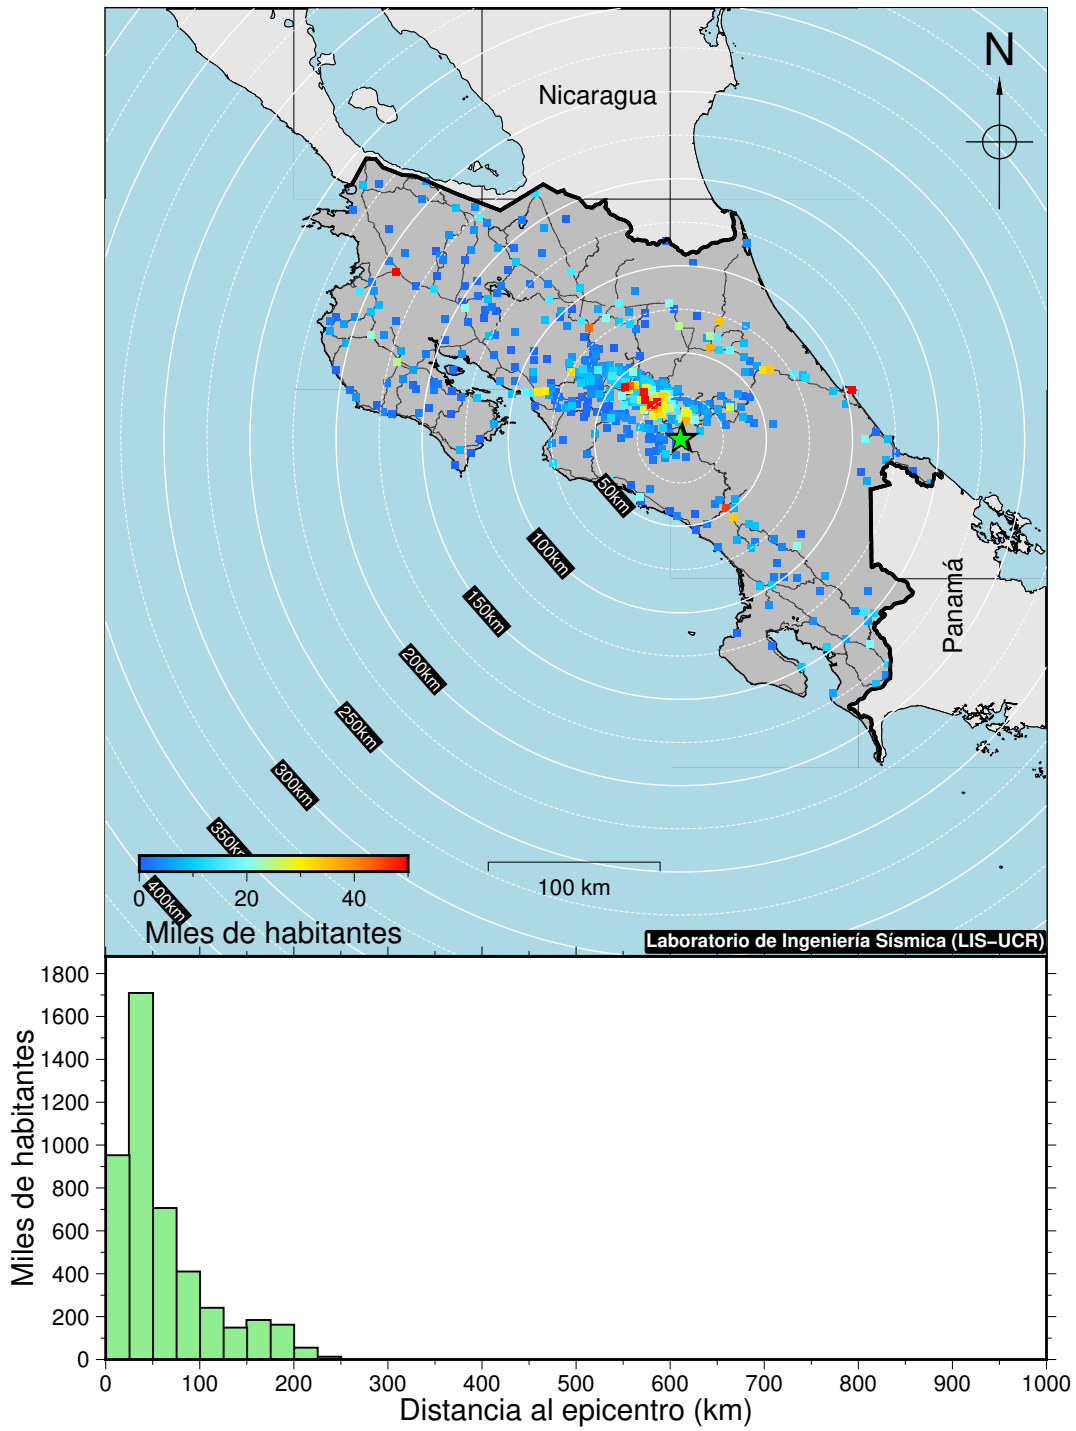 Nicaragua
N
Panamá
50km
100km
150km
200km
250km
300km
350km
400km
0 20 40
Miles de habitantes
100 km
Laboratorio de Ingeniería Sísmica (LIS−UCR)
1800
1600
1400
1200
1000
800
600
400
200
0
Miles de habitantes
0 100 200 300 400 500 600 700 800 900 1000
Distancia al epicentro (km)